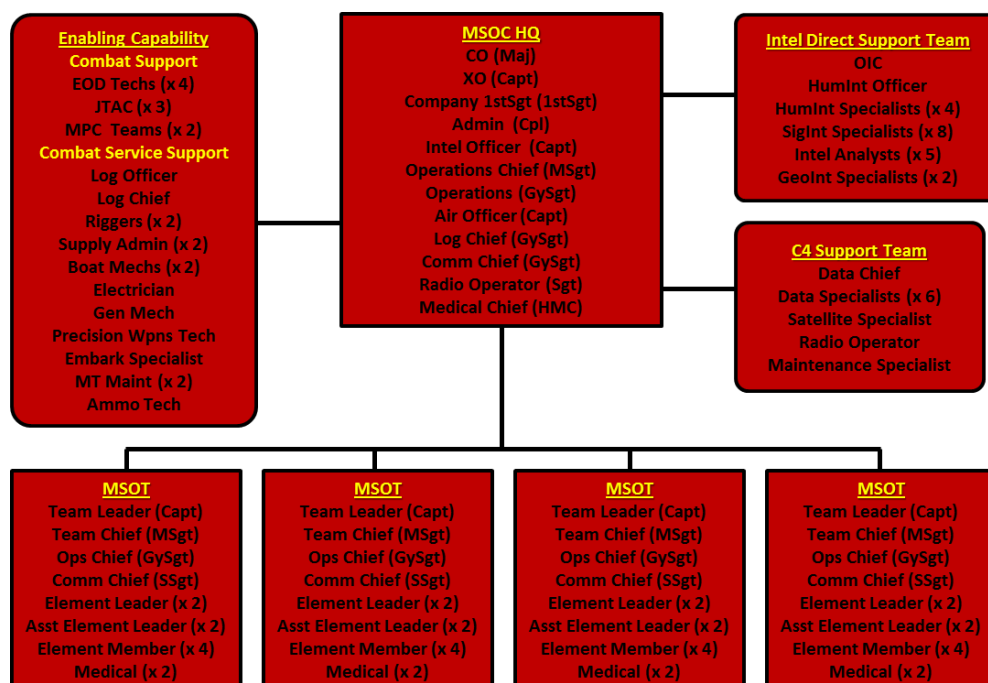 Enabling Capability
Combat Support
EOD Techs (x 4)
JTAC (x 3)
MPC Teams (x 2)
Combat Service Support
Log Officer
Log Chief
Riggers (x 2)
Supply Admin (x 2)
Boat Mechs (x 2)
Electrician
Gen Mech
Precision Wpns Tech
Embark Specialist
MT Maint (x 2)
Ammo Tech
MSOC HQ
CO (Maj)
XO (Capt)
Company 1stSgt (1stSgt)
Admin (Cpl)
Intel Officer (Capt)
Operations Chief (MSgt)
Operations (GySgt)
Air Officer (Capt)
Log Chief (GySgt)
Comm Chief (GySgt)
Radio Operator (Sgt)
Medical Chief (HMC)
Intel Direct Support Team
OIC
HumInt Officer
HumInt Specialists (x 4)
SigInt Specialists (x 8)
Intel Analysts (x 5)
GeoInt Specialists (x 2)
C4 Support Team
Data Chief
Data Specialists (x 6)
Satellite Specialist
Radio Operator
Maintenance Specialist
MSOT
Team Leader (Capt)
Team Chief (MSgt)
Ops Chief (GySgt)
Comm Chief (SSgt)
Element Leader (x 2)
Asst Element Leader (x 2)
Element Member (x 4)
Medical (x 2)
MSOT
Team Leader (Capt)
Team Chief (MSgt)
Ops Chief (GySgt)
Comm Chief (SSgt)
Element Leader (x 2)
Asst Element Leader (x 2)
Element Member (x 4)
Medical (x 2)
MSOT
Team Leader (Capt)
Team Chief (MSgt)
Ops Chief (GySgt)
Comm Chief (SSgt)
Element Leader (x 2)
Asst Element Leader (x 2)
Element Member (x 4)
Medical (x 2)
MSOT
Team Leader (Capt)
Team Chief (MSgt)
Ops Chief (GySgt)
Comm Chief (SSgt)
Element Leader (x 2)
Asst Element Leader (x 2)
Element Member (x 4)
Medical (x 2)